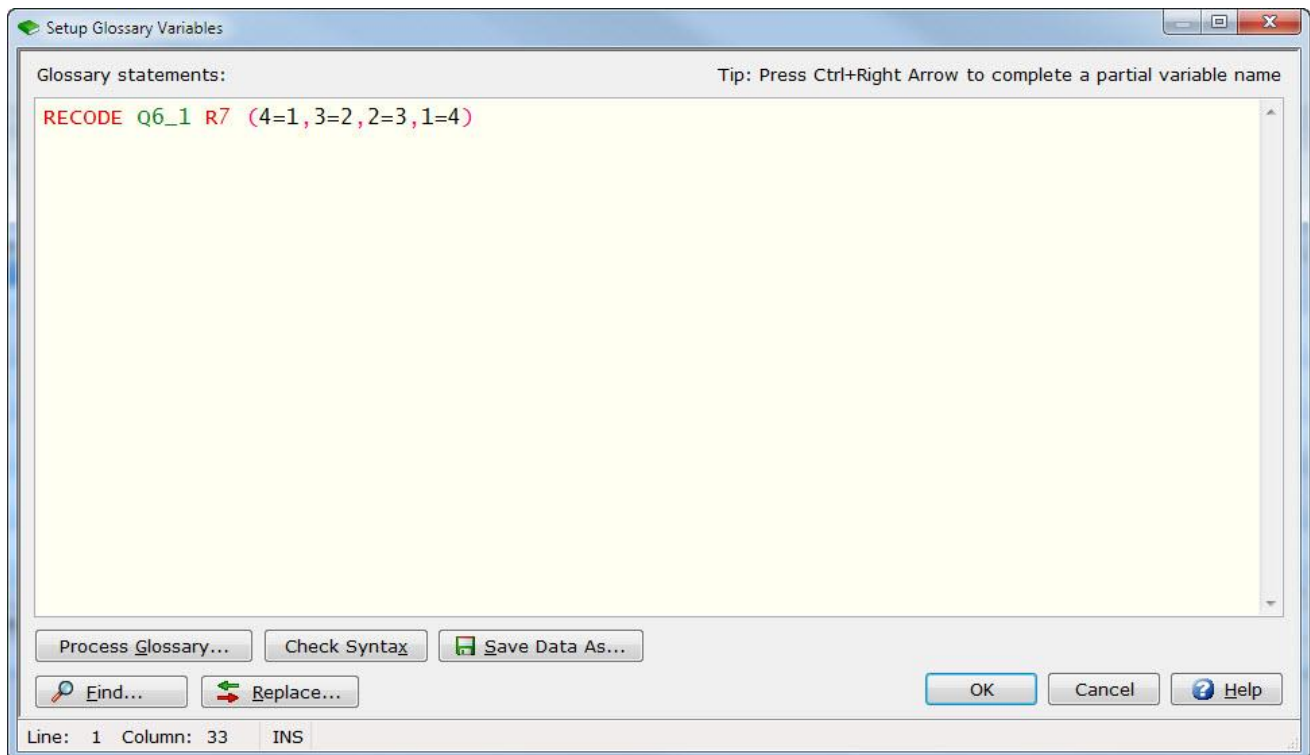 Setup Glossary Variables
Glossary statements: Tip: Press Ctrl+Right Arrow to complete a partial variable name
RECODE Q6_1 R7 (4=1,3=2,2=3,1=4)
Process Glossary... Check Syntax Save Data As...
Find... Replace... OK Cancel Help
Line: 1 Column: 33 INS